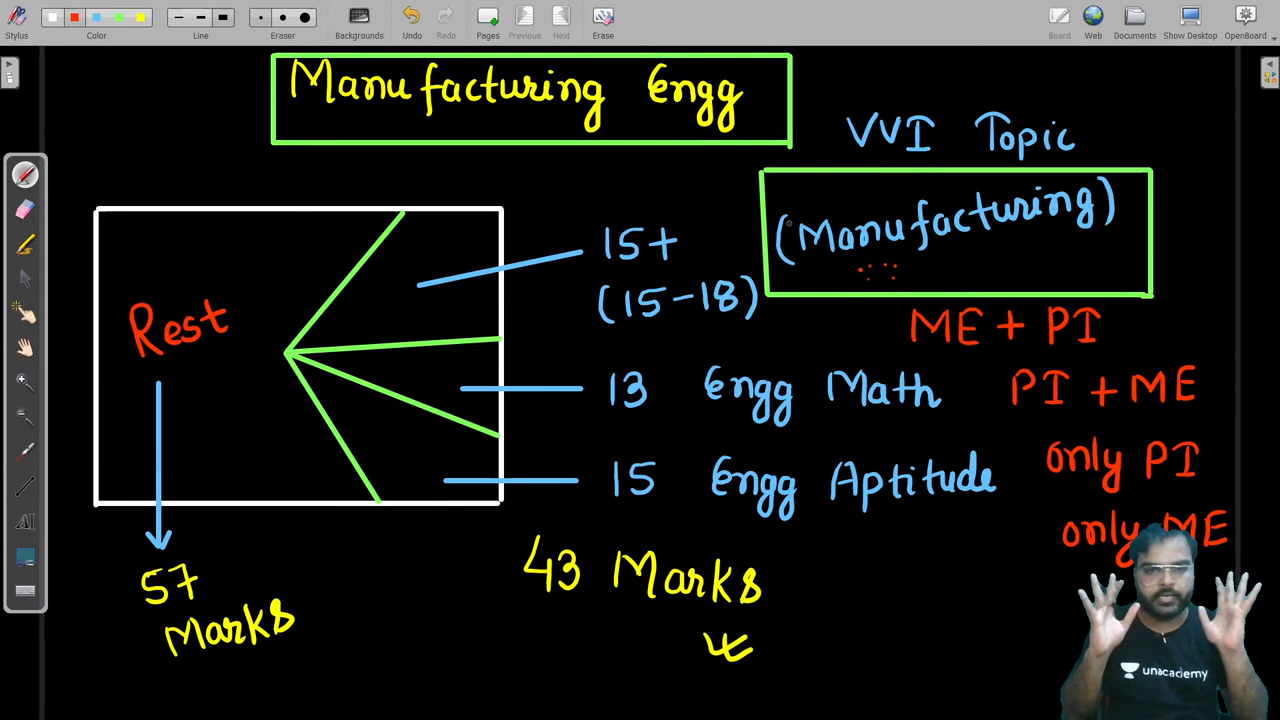 Stylus
Color
Line
Eraser
Backgrounds
Undo
Redo
Pages
Previous
Next
Erase
Board
Web
Documents
Show Desktop
OpenBoard
Manufacturing Engg
VVI Topic
(Manufacturing)
15+
(15-18)
Rest
ME + PI
13 Engg Math
PI + ME
15 Engg Aptitude
only PI
only ME
43 Marks
57
Marks
unacademy